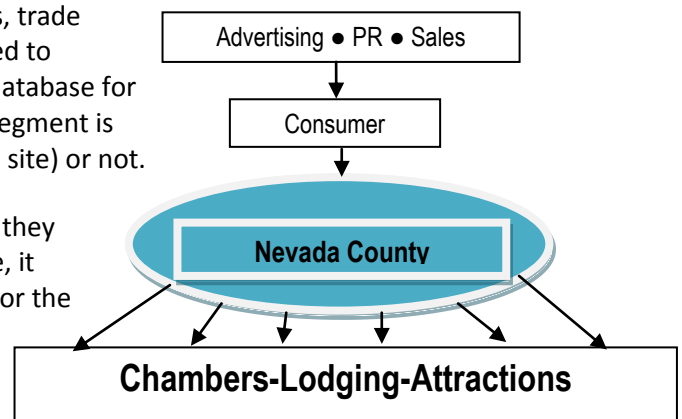 s, trade
ed to
atabase for
egment is
site) or not.
they
e, it
or the
Advertising ● PR ● Sales
Consumer
Nevada County
Chambers-Lodging-Attractions